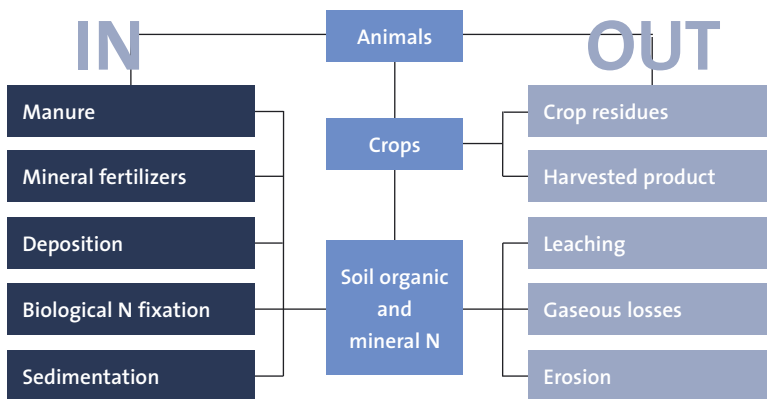 IN
Animals
OUT
Manure
Crop residues
Crops
Mineral fertilizers
Harvested product
Deposition
Leaching
Soil organic
and
mineral N
Biological N fixation
Gaseous losses
Sedimentation
Erosion